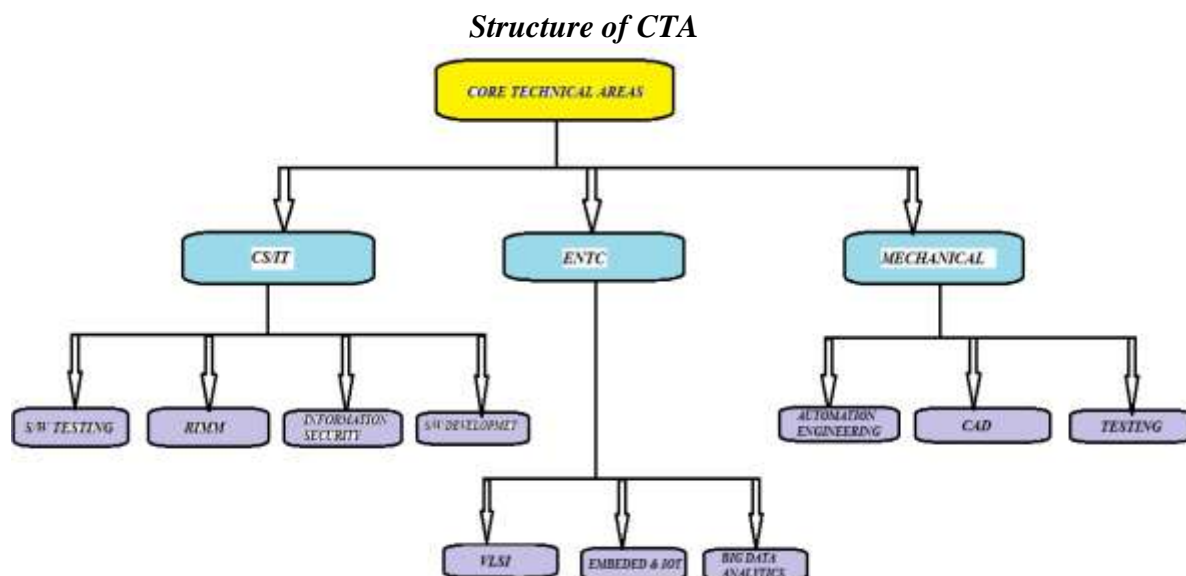 Structure of CTA
CORE TECHNICAL AREAS
CS/IT
ENTC
MECHANICAL
S/W TESTING
RIMM
INFORMATION
SECURITY
S/W DEVELOPMET
AUTOMATION
ENGINEERING
CAD
TESTING
VLSI
EMBEDED & IOT
BIG DATA
ANALYTICS